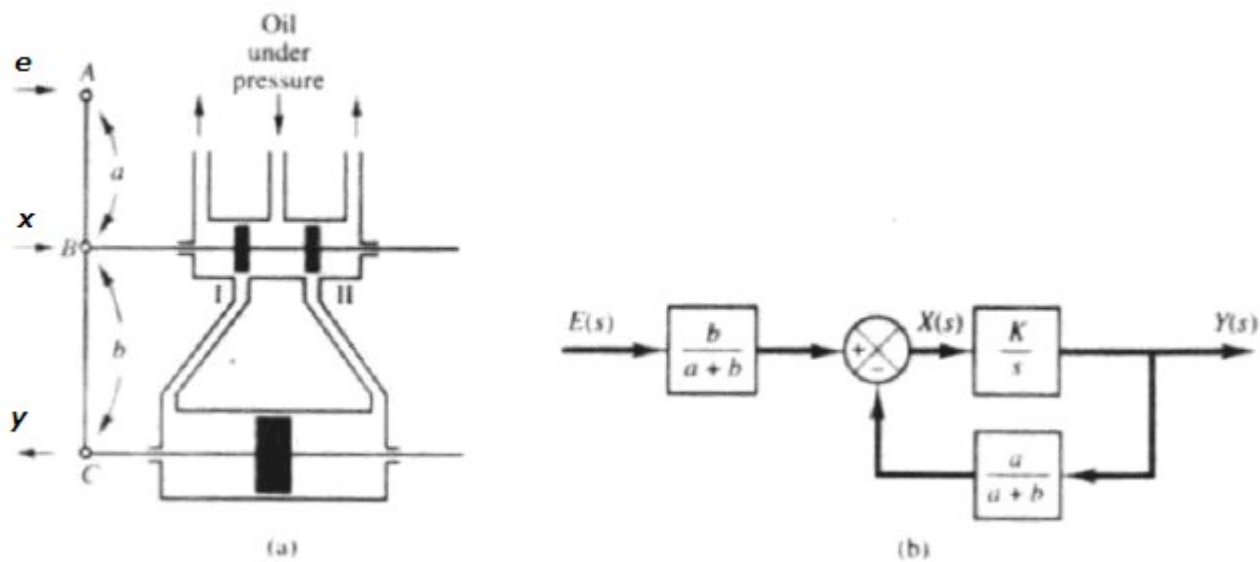 Oil
under
pressure
e
A
a
x
B
I
II
b
y
C
(a)
E(s)
b
a + b
+
−
X(s)
K
s
Y(s)
a
a + b
(b)